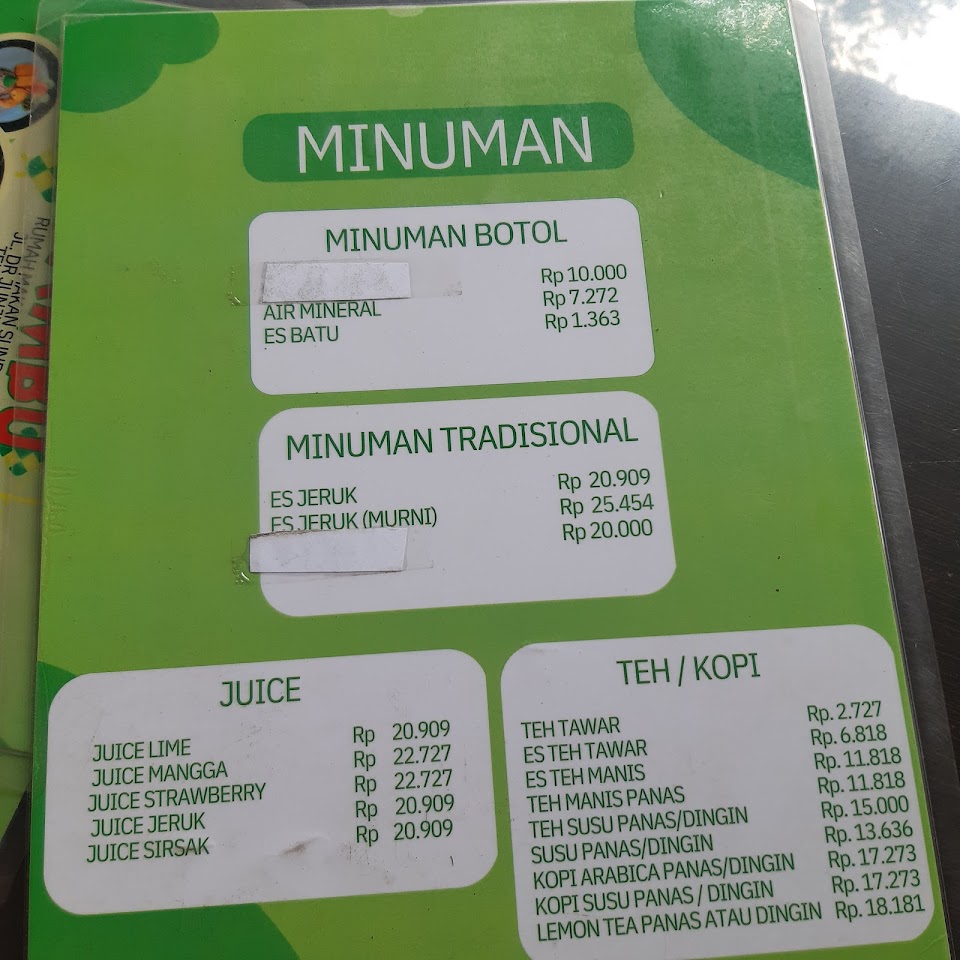 MINUMAN
MINUMAN BOTOL
Rp 10.000
AIR MINERAL Rp 7.272
ES BATU Rp 1.363
MINUMAN TRADISIONAL
ES JERUK Rp 20.909
ES JERUK (MURNI) Rp 25.454
Rp 20.000
JUICE
JUICE LIME Rp 20.909
JUICE MANGGA Rp 22.727
JUICE STRAWBERRY Rp 22.727
JUICE JERUK Rp 20.909
JUICE SIRSAK Rp 20.909
TEH / KOPI
TEH TAWAR Rp. 2.727
ES TEH TAWAR Rp. 6.818
ES TEH MANIS Rp. 11.818
TEH MANIS PANAS Rp. 11.818
TEH SUSU PANAS/DINGIN Rp. 15.000
SUSU PANAS/DINGIN Rp. 13.636
KOPI ARABICA PANAS/DINGIN Rp. 17.273
KOPI SUSU PANAS / DINGIN Rp. 17.273
LEMON TEA PANAS ATAU DINGIN Rp. 18.181
RUMAH
JL. DR.